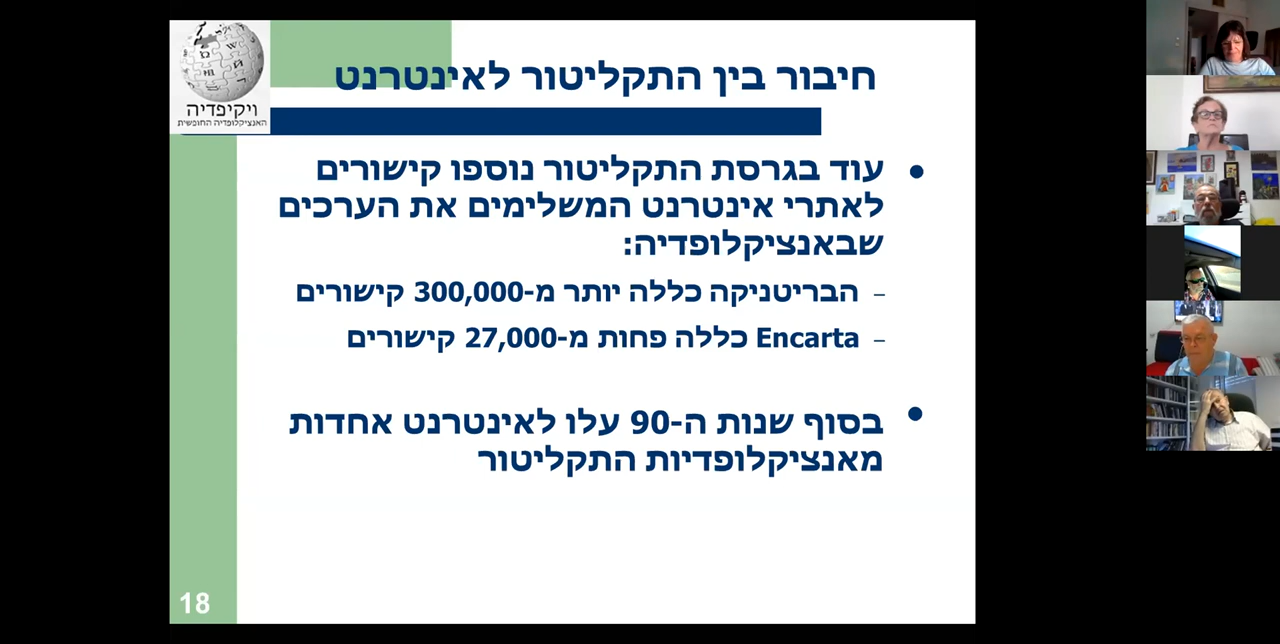 ויקיפדיה
האנציקלופדיה החופשית
חיבור בין התקליטור לאינטרנט
• עוד בגרסת התקליטור נוספו קישורים
לאתרי אינטרנט המשלימים את הערכים
שבאנציקלופדיה:
– הבריטניקה כללה יותר מ-300,000 קישורים
– Encarta כללה פחות מ-27,000 קישורים
• בסוף שנות ה-90 עלו לאינטרנט אחדות
מאנציקלופדיות התקליטור
18